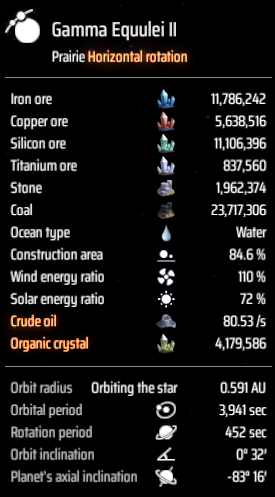 Gamma Equulei II
Prairie Horizontal rotation
Iron ore 11,786,242
Copper ore 5,638,516
Silicon ore 11,106,396
Titanium ore 837,560
Stone 1,962,374
Coal 23,717,306
Ocean type Water
Construction area 84.6 %
Wind energy ratio 110 %
Solar energy ratio 72 %
Crude oil 80.53 /s
Organic crystal 4,179,586
Orbit radius Orbiting the star 0.591 AU
Orbital period 3,941 sec
Rotation period 452 sec
Orbit inclination 0° 32'
Planet's axial inclination -83° 16'